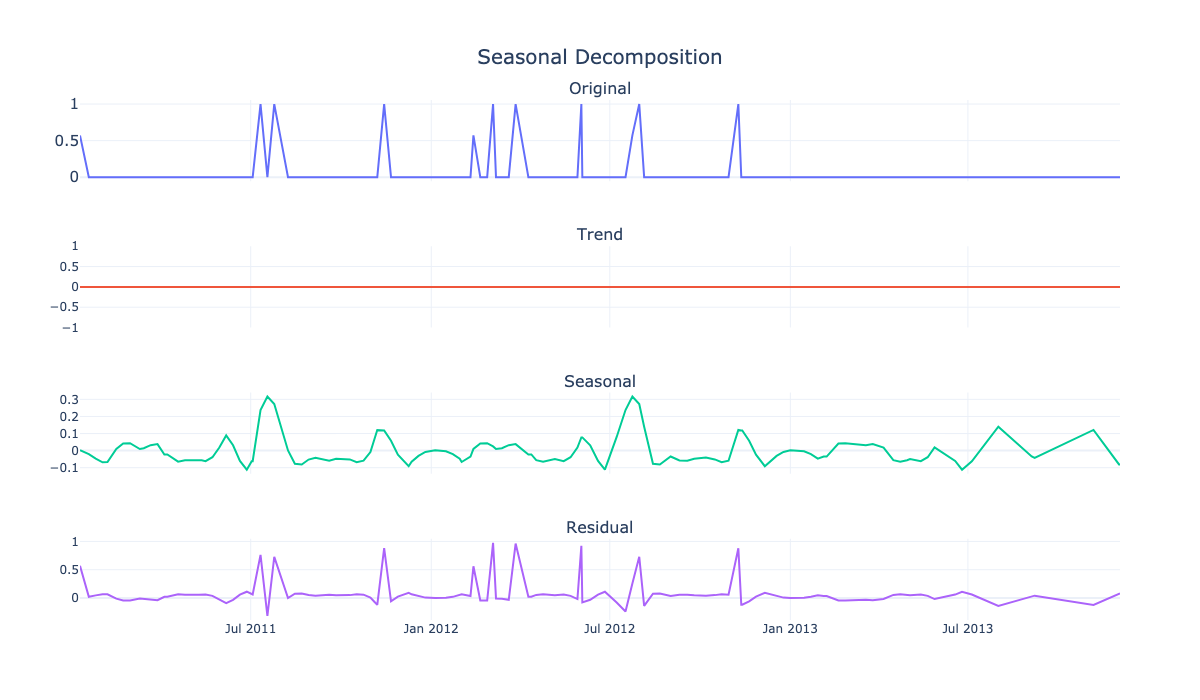 Seasonal Decomposition
Original
1
0.5
0
Trend
1
0.5
0
−0.5
−1
Seasonal
0.3
0.2
0.1
0
−0.1
Residual
1
0.5
0
Jul 2011 Jan 2012 Jul 2012 Jan 2013 Jul 2013